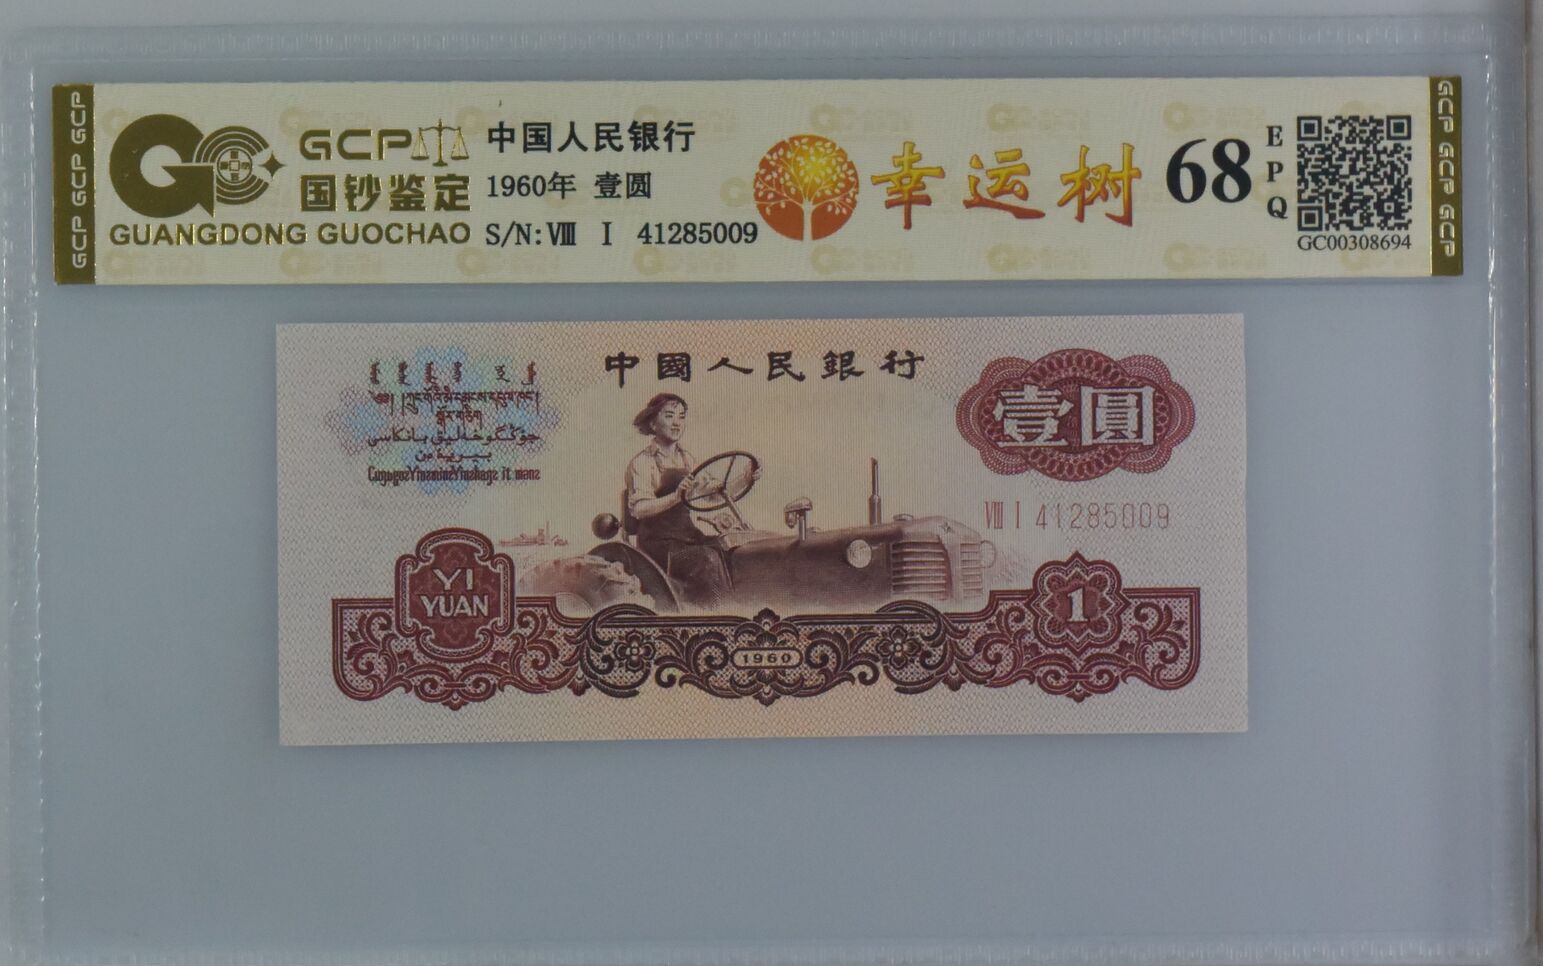 GCP GCP GCP
GCP
国钞鉴定
GUANGDONG GUOCHAO
中国人民银行
1960年 壹圆
S/N: Ⅷ Ⅰ 41285009
幸运树
68
EPQ
GC00308694
GCP GCP GCP
中國人民銀行
壹圓
Ⅷ Ⅰ 41285009
YI
YUAN
1960
1